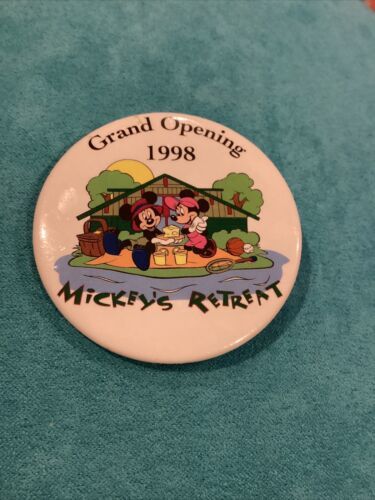 Grand Opening
1998
MICKEY'S RETREAT